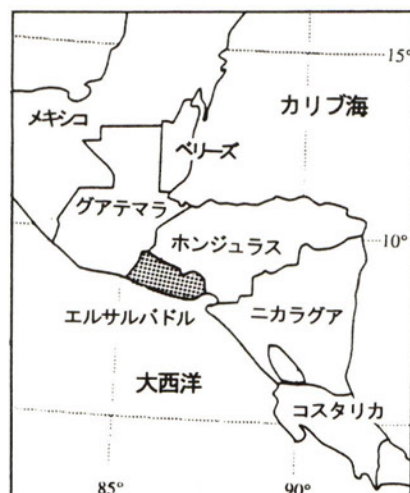 15°
カリブ海
メキシコ
ベリーズ
グアテマラ
10°
ホンジュラス
エルサルバドル
ニカラグア
大西洋
コスタリカ
85°
90°